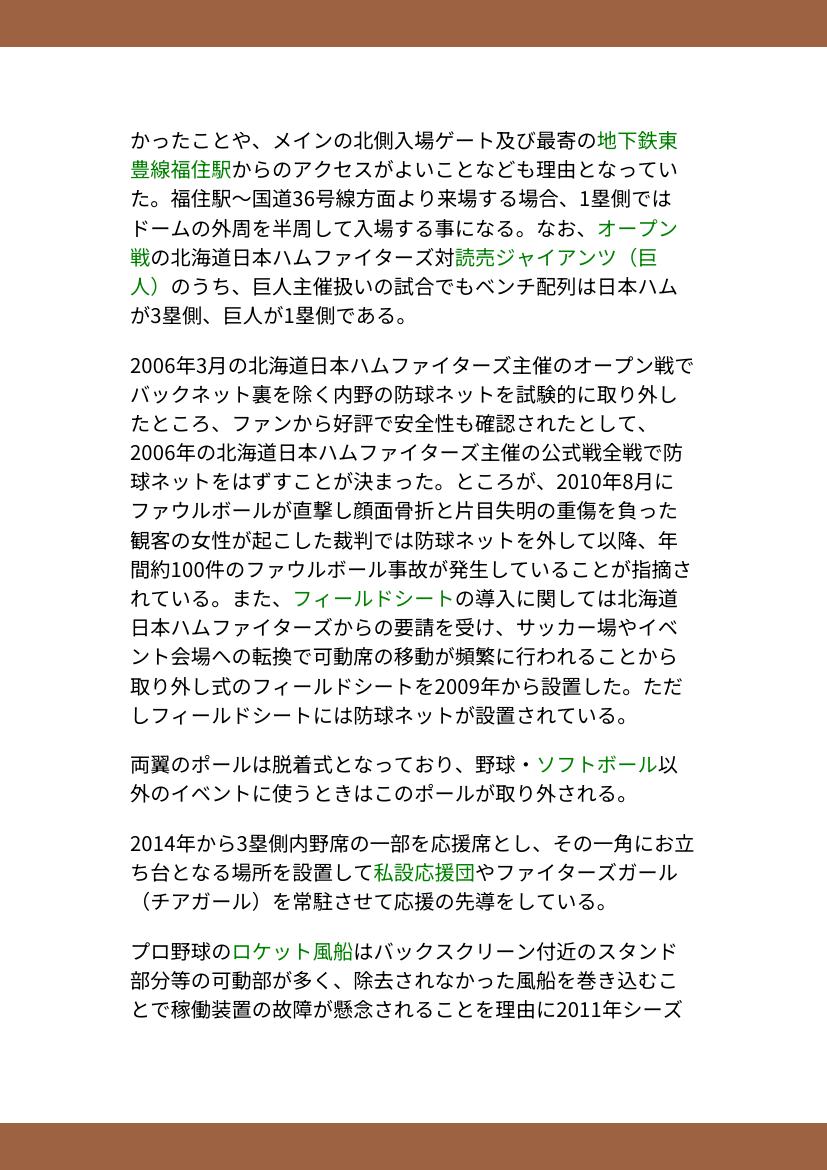 かったことや、メインの北側入場ゲート及び最寄の地下鉄東
豊線福住駅からのアクセスがよいことなども理由となってい
た。福住駅〜国道36号線方面より来場する場合、1塁側では
ドームの外周を半周して入場する事になる。なお、オープン
戦の北海道日本ハムファイターズ対読売ジャイアンツ（巨
人）のうち、巨人主催扱いの試合でもベンチ配列は日本ハム
が3塁側、巨人が1塁側である。
2006年3月の北海道日本ハムファイターズ主催のオープン戦で
バックネット裏を除く内野の防球ネットを試験的に取り外し
たところ、ファンから好評で安全性も確認されたとして、
2006年の北海道日本ハムファイターズ主催の公式戦全戦で防
球ネットをはずすことが決まった。ところが、2010年8月に
ファウルボールが直撃し顔面骨折と片目失明の重傷を負った
観客の女性が起こした裁判では防球ネットを外して以降、年
間約100件のファウルボール事故が発生していることが指摘さ
れている。また、フィールドシートの導入に関しては北海道
日本ハムファイターズからの要請を受け、サッカー場やイベ
ント会場への転換で可動席の移動が頻繁に行われることから
取り外し式のフィールドシートを2009年から設置した。ただ
しフィールドシートには防球ネットが設置されている。
両翼のポールは脱着式となっており、野球・ソフトボール以
外のイベントに使うときはこのポールが取り外される。
2014年から3塁側内野席の一部を応援席とし、その一角にお立
ち台となる場所を設置して私設応援団やファイターズガール
（チアガール）を常駐させて応援の先導をしている。
プロ野球のロケット風船はバックスクリーン付近のスタンド
部分等の可動部が多く、除去されなかった風船を巻き込むこ
とで稼働装置の故障が懸念されることを理由に2011年シーズ